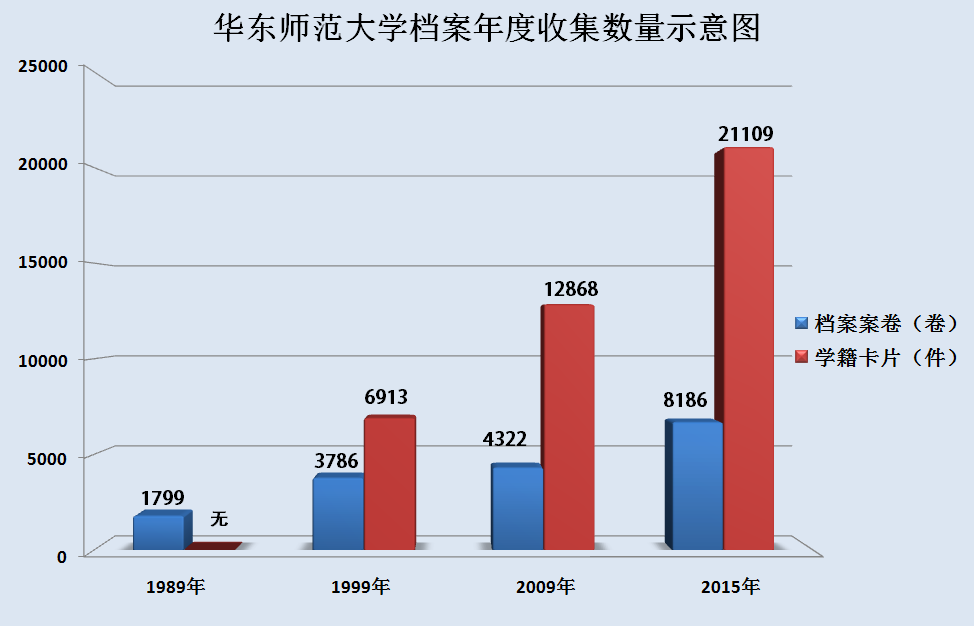 华东师范大学档案年度收集数量示意图
25000
20000
15000
10000
5000
0
1799
无
3786
6913
4322
12868
8186
21109
1989年
1999年
2009年
2015年
档案案卷（卷）
学籍卡片（件）